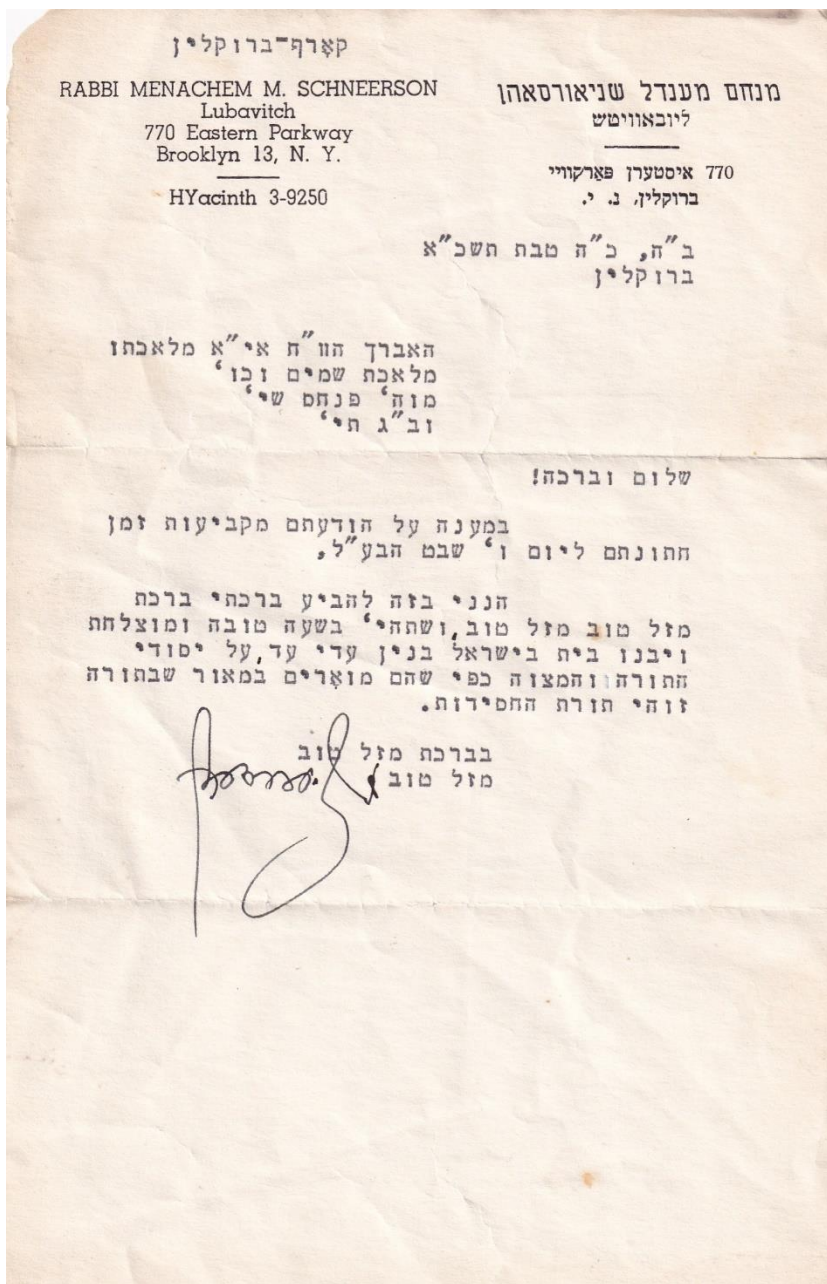 קאָרף-ברוקלין
RABBI MENACHEM M. SCHNEERSON
Lubavitch
770 Eastern Parkway
Brooklyn 13, N. Y.
HYacinth 3-9250
מנחם מענדל שניאורסאהן
ליובאוויטש
770 איסטערן פּאַרקוויי
ברוקלין, נ. י.
ב"ה, כ"ה טבת תשכ"א
ברוקלין
האברך הוו"ח אי"א מלאכתו
מלאכת שמים וכו'
מוה' פנחס שי'
וב"ג תי'
שלום וברכה!
במענה על הודעתם מקביעות זמן
חתונתם ליום ו' שבט הבע"ל,
הנני בזה להביע ברכתי ברכת
מזל טוב מזל טוב,ושתהי' בשעה טובה ומוצלחת
ויבנו בית בישראל בנין עדי עד,על יסודי
התורה והמצוה כפי שהם מוארים במאור שבתורה
זוהי תורת החסידות.
בברכת מזל טוב
מזל טוב